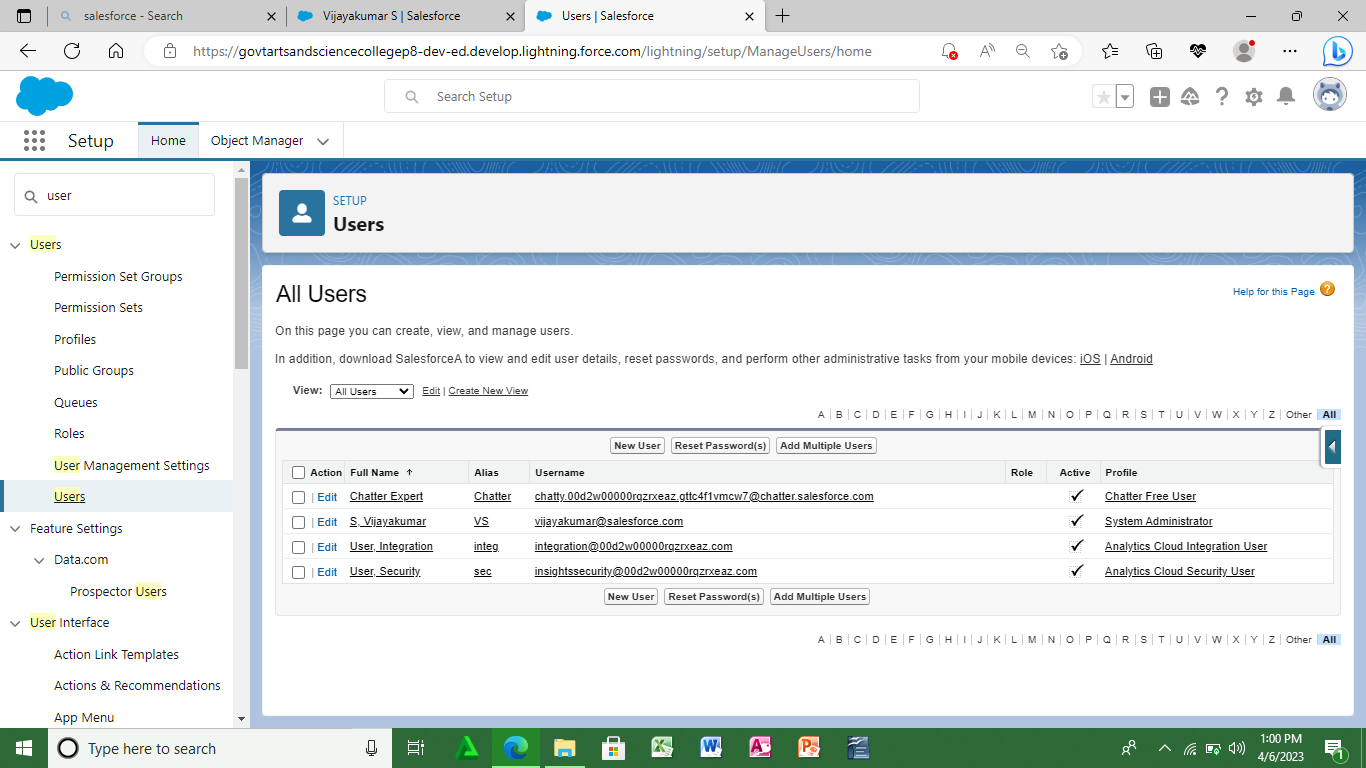 salesforce - Search
Vijayakumar S | Salesforce
Users | Salesforce
https://govtartsandsciencecollegep8-dev-ed.develop.lightning.force.com/lightning/setup/ManageUsers/home
Search Setup
Setup
Home
Object Manager
user
Users
Permission Set Groups
Permission Sets
Profiles
Public Groups
Queues
Roles
User Management Settings
Users
Feature Settings
Data.com
Prospector Users
User Interface
Action Link Templates
Actions & Recommendations
App Menu
SETUP
Users
All Users
Help for this Page ?
On this page you can create, view, and manage users.
In addition, download SalesforceA to view and edit user details, reset passwords, and perform other administrative tasks from your mobile devices: iOS | Android
View: All Users Edit | Create New View
A | B | C | D | E | F | G | H | I | J | K | L | M | N | O | P | Q | R | S | T | U | V | W | X | Y | Z | Other | All
New User Reset Password(s) Add Multiple Users
Action Full Name ↑ Alias Username Role Active Profile
| Edit Chatter Expert Chatter chatty.00d2w00000rqzrxeaz.gttc4f1vmcw7@chatter.salesforce.com ✓ Chatter Free User
| Edit S, Vijayakumar VS vijayakumar@salesforce.com ✓ System Administrator
| Edit User, Integration integ integration@00d2w00000rqzrxeaz.com ✓ Analytics Cloud Integration User
| Edit User, Security sec insightssecurity@00d2w00000rqzrxeaz.com ✓ Analytics Cloud Security User
New User Reset Password(s) Add Multiple Users
A | B | C | D | E | F | G | H | I | J | K | L | M | N | O | P | Q | R | S | T | U | V | W | X | Y | Z | Other | All
Type here to search
1:00 PM
4/6/2023
1